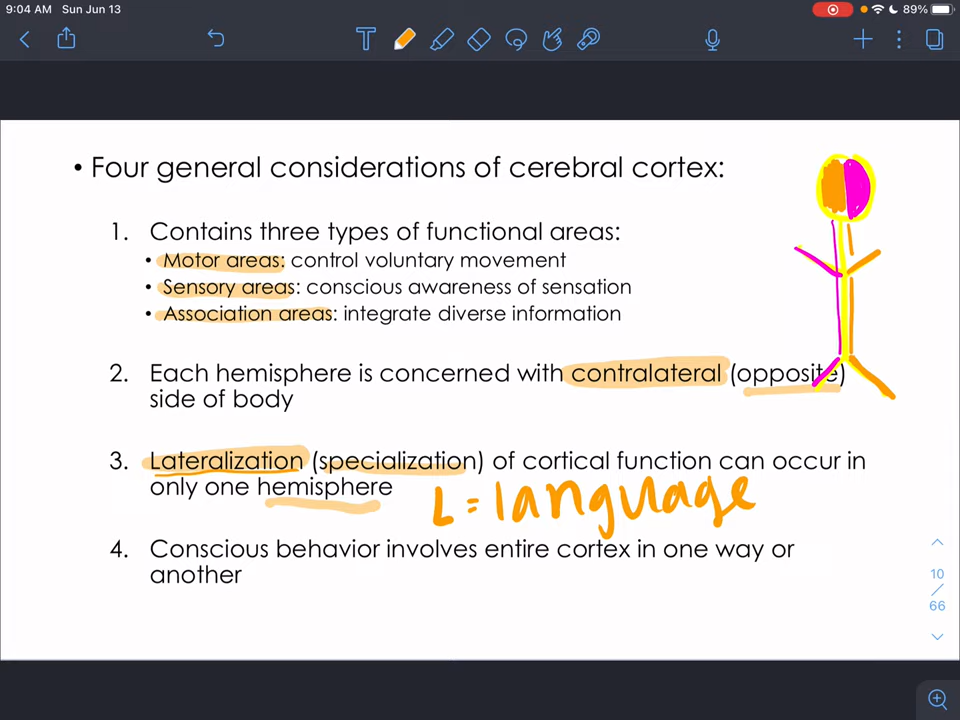 9:04 AM Sun Jun 13
89%
• Four general considerations of cerebral cortex:
1. Contains three types of functional areas:
• Motor areas: control voluntary movement
• Sensory areas: conscious awareness of sensation
• Association areas: integrate diverse information
2. Each hemisphere is concerned with contralateral (opposite)
side of body
3. Lateralization (specialization) of cortical function can occur in
only one hemisphere
L = language
4. Conscious behavior involves entire cortex in one way or
another
10
/
66